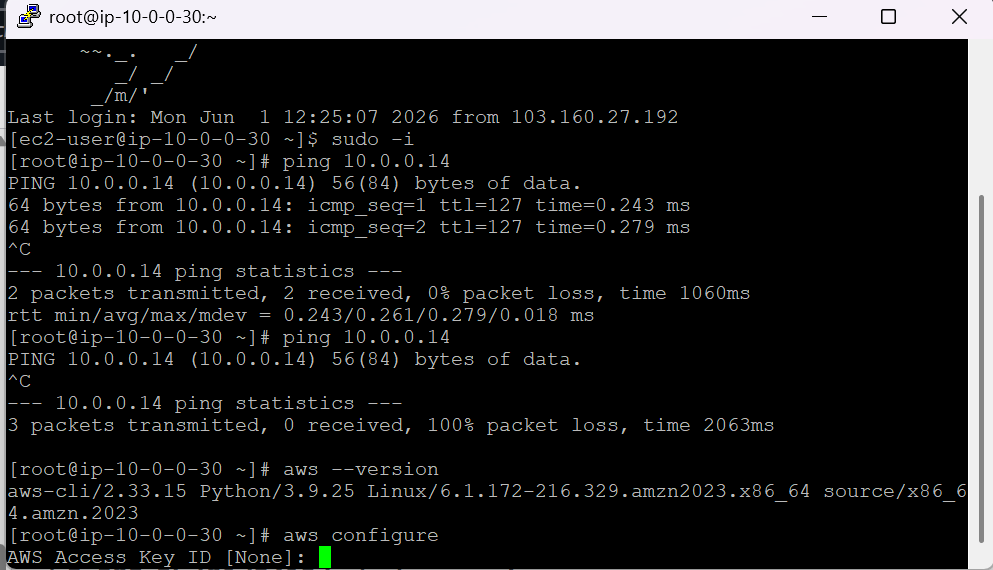 root@ip-10-0-0-30:~
~~._.   _/
_/ _/
_/m/'
Last login: Mon Jun  1 12:25:07 2026 from 103.160.27.192
[ec2-user@ip-10-0-0-30 ~]$ sudo -i
[root@ip-10-0-0-30 ~]# ping 10.0.0.14
PING 10.0.0.14 (10.0.0.14) 56(84) bytes of data.
64 bytes from 10.0.0.14: icmp_seq=1 ttl=127 time=0.243 ms
64 bytes from 10.0.0.14: icmp_seq=2 ttl=127 time=0.279 ms
^C
--- 10.0.0.14 ping statistics ---
2 packets transmitted, 2 received, 0% packet loss, time 1060ms
rtt min/avg/max/mdev = 0.243/0.261/0.279/0.018 ms
[root@ip-10-0-0-30 ~]# ping 10.0.0.14
PING 10.0.0.14 (10.0.0.14) 56(84) bytes of data.
^C
--- 10.0.0.14 ping statistics ---
3 packets transmitted, 0 received, 100% packet loss, time 2063ms
[root@ip-10-0-0-30 ~]# aws --version
aws-cli/2.33.15 Python/3.9.25 Linux/6.1.172-216.329.amzn2023.x86_64 source/x86_6
4.amzn.2023
[root@ip-10-0-0-30 ~]# aws configure
AWS Access Key ID [None]: